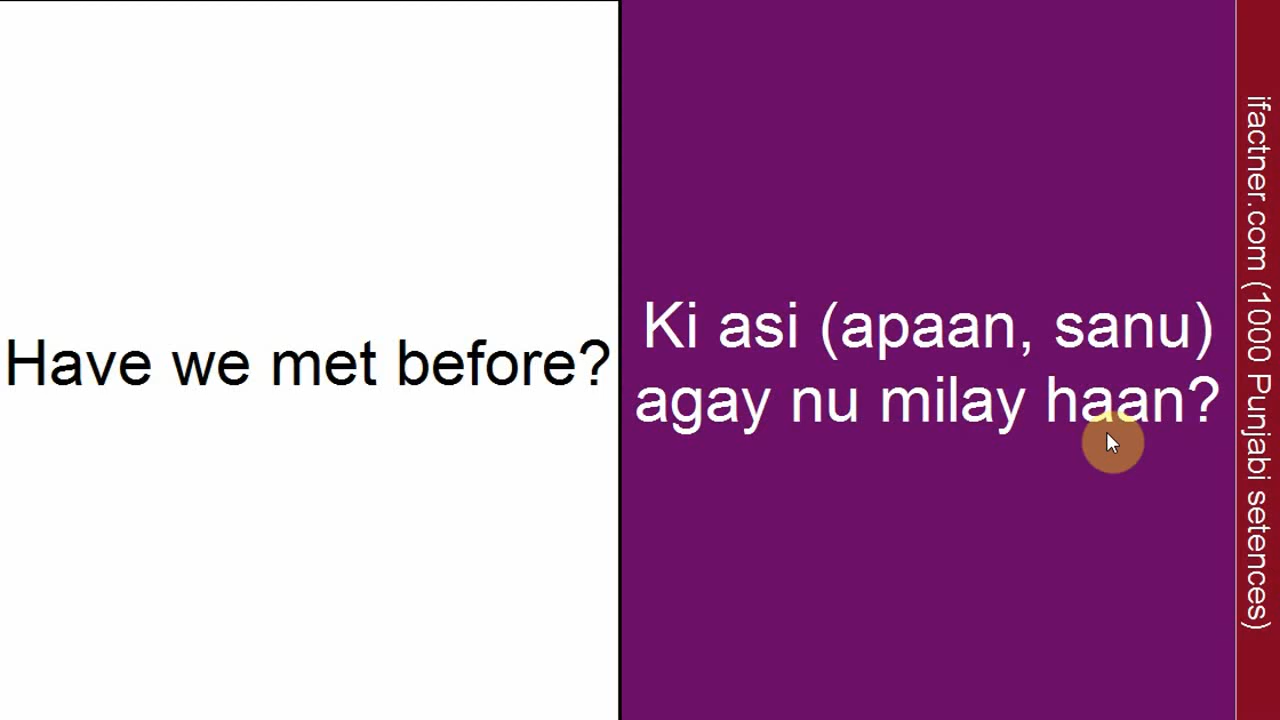 Have we met before?
Ki asi (apaan, sanu)
agay nu milay haan?
ifactner.com (1000 Punjabi setences)